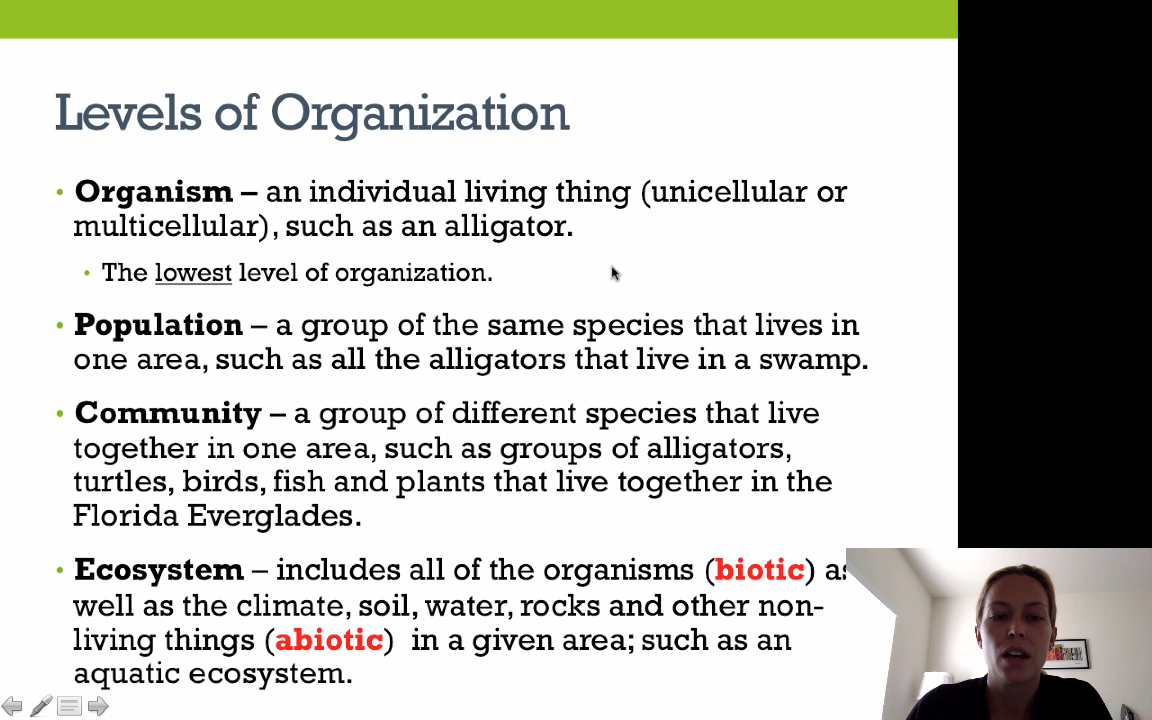 Levels of Organization
• Organism – an individual living thing (unicellular or
multicellular), such as an alligator.
• The lowest level of organization.
• Population – a group of the same species that lives in
one area, such as all the alligators that live in a swamp.
• Community – a group of different species that live
together in one area, such as groups of alligators,
turtles, birds, fish and plants that live together in the
Florida Everglades.
• Ecosystem – includes all of the organisms (biotic) as
well as the climate, soil, water, rocks and other non-
living things (abiotic) in a given area; such as an
aquatic ecosystem.